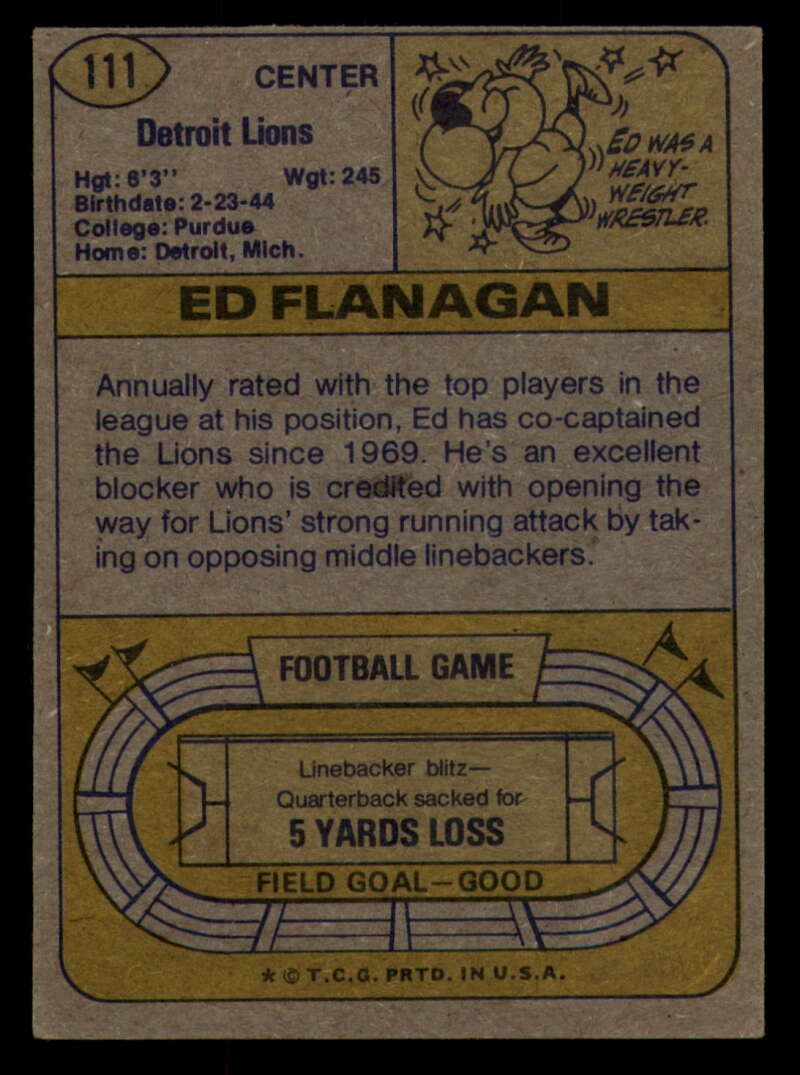 111
CENTER
Detroit Lions
Hgt: 6'3'' Wgt: 245
Birthdate: 2-23-44
College: Purdue
Home: Detroit, Mich.
ED WAS A
HEAVY-
WEIGHT
WRESTLER.
ED FLANAGAN
Annually rated with the top players in the
league at his position, Ed has co-captained
the Lions since 1969. He's an excellent
blocker who is credited with opening the
way for Lions' strong running attack by tak-
ing on opposing middle linebackers.
FOOTBALL GAME
Linebacker blitz—
Quarterback sacked for
5 YARDS LOSS
FIELD GOAL—GOOD
* © T.C.G. PRTD. IN U.S.A.